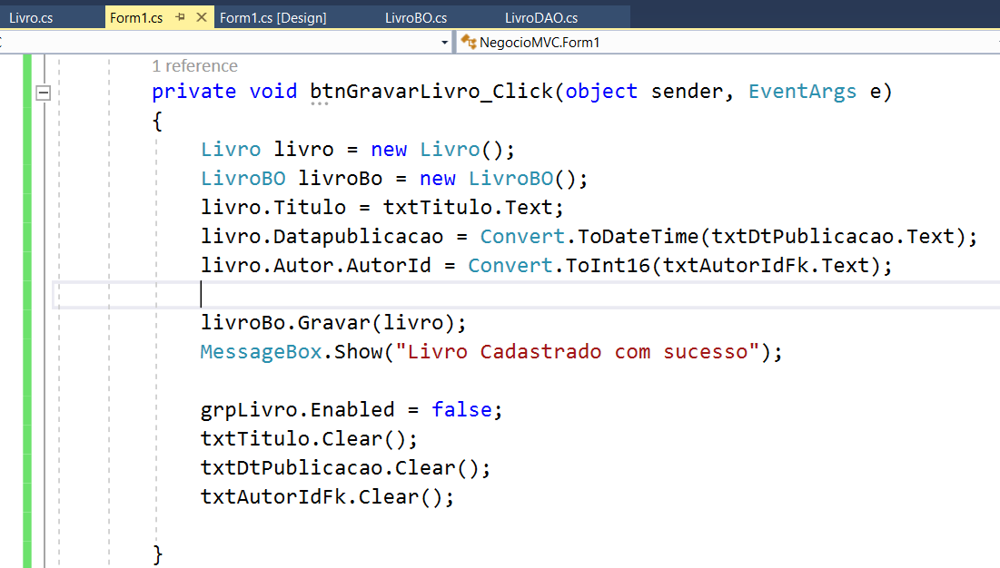 Livro.cs Form1.cs Form1.cs [Design] LivroBO.cs LivroDAO.cs
NegocioMVC.Form1
1 reference
private void btnGravarLivro_Click(object sender, EventArgs e)
{
Livro livro = new Livro();
LivroBO livroBo = new LivroBO();
livro.Titulo = txtTitulo.Text;
livro.Datapublicacao = Convert.ToDateTime(txtDtPublicacao.Text);
livro.Autor.AutorId = Convert.ToInt16(txtAutorIdFk.Text);
livroBo.Gravar(livro);
MessageBox.Show("Livro Cadastrado com sucesso");
grpLivro.Enabled = false;
txtTitulo.Clear();
txtDtPublicacao.Clear();
txtAutorIdFk.Clear();
}